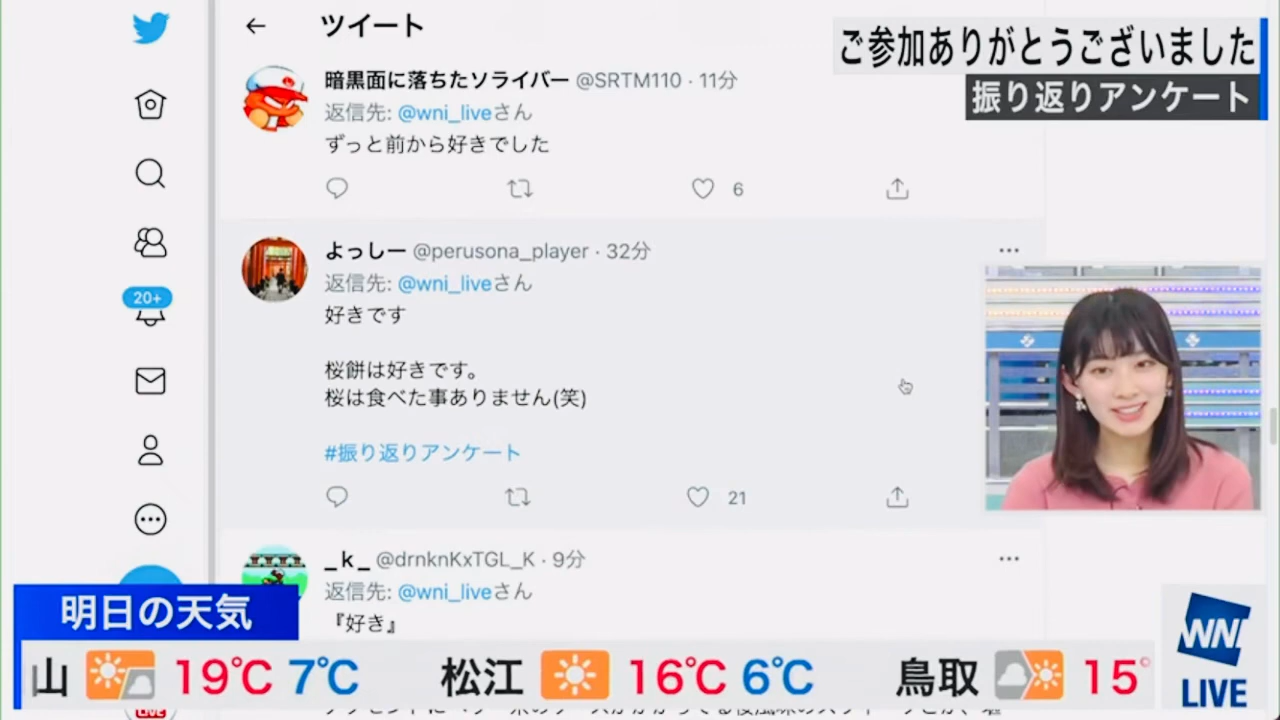 ツイート
ご参加ありがとうございました
振り返りアンケート
暗黒面に落ちたソライバー @SRTM110 · 11分
返信先: @wni_liveさん
ずっと前から好きでした
6
よっしー @perusona_player · 32分
返信先: @wni_liveさん
好きです
桜餅は好きです。
桜は食べた事ありません(笑)
#振り返りアンケート
21
20+
_k_ @drnknKxTGL_K · 9分
返信先: @wni_liveさん
『好き』
明日の天気
山 19℃ 7℃ 松江 16℃ 6℃ 鳥取 15°
WNI
LIVE
LIVE